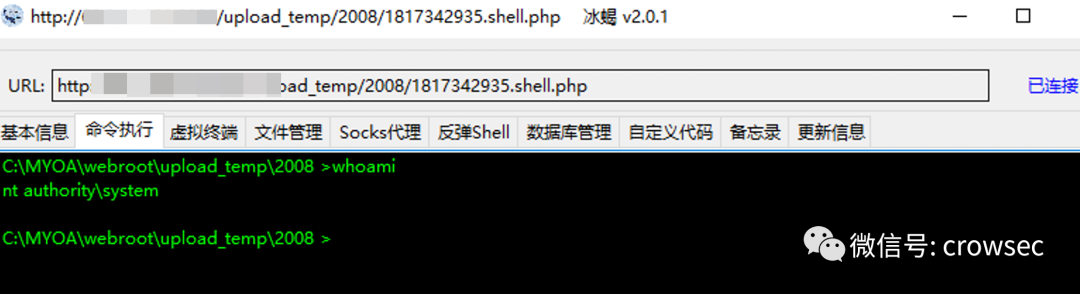 http:///upload_temp/2008/1817342935.shell.php 冰蝎 v2.0.1
URL: http:oad_temp/2008/1817342935.shell.php 已连接
基本信息 命令执行 虚拟终端 文件管理 Socks代理 反弹Shell 数据库管理 自定义代码 备忘录 更新信息
C:\MYOA\webroot\upload_temp\2008 >whoami
nt authority\system
C:\MYOA\webroot\upload_temp\2008 >
微信号: crowsec